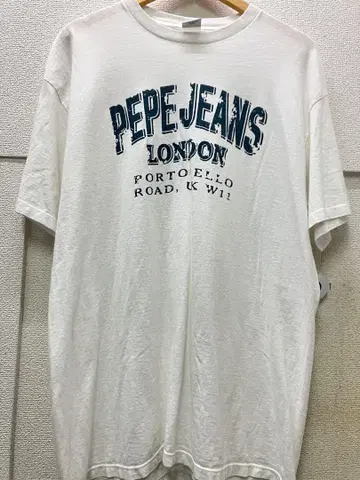 PEPE JEANS
LONDON
PORTOBELLO
ROAD, UK W11